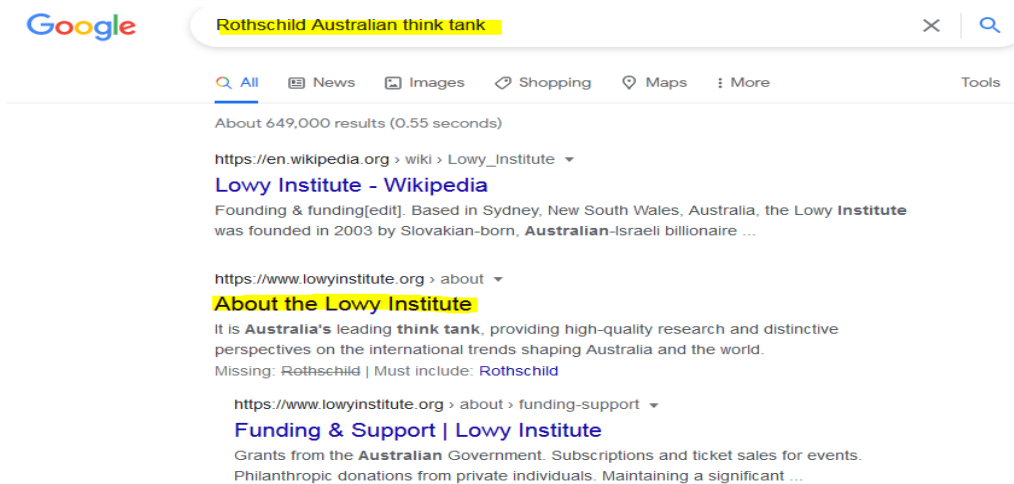 Google
Rothschild Australian think tank
All News Images Shopping Maps More Tools
About 649,000 results (0.55 seconds)
https://en.wikipedia.org › wiki › Lowy_Institute
Lowy Institute - Wikipedia
Founding & funding[edit]. Based in Sydney, New South Wales, Australia, the Lowy Institute
was founded in 2003 by Slovakian-born, Australian-Israeli billionaire ...
https://www.lowyinstitute.org › about
About the Lowy Institute
It is Australia's leading think tank, providing high-quality research and distinctive
perspectives on the international trends shaping Australia and the world.
Missing: Rothschild | Must include: Rothschild
https://www.lowyinstitute.org › about › funding-support
Funding & Support | Lowy Institute
Grants from the Australian Government. Subscriptions and ticket sales for events.
Philanthropic donations from private individuals. Maintaining a significant ...